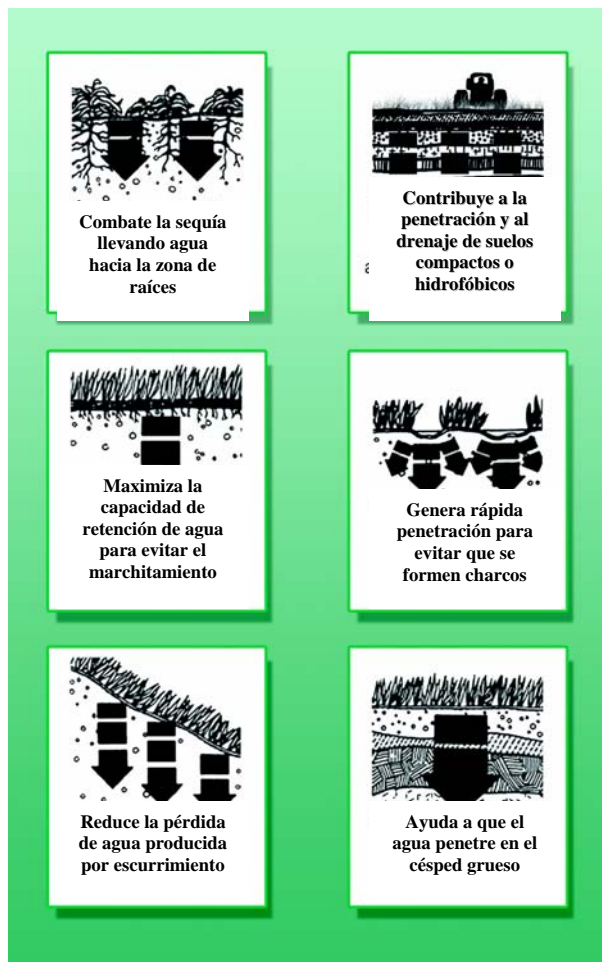 Combate la sequía
llevando agua
hacia la zona de
raíces
Contribuye a la
penetración y al
drenaje de suelos
compactos o
hidrofóbicos
Maximiza la
capacidad de
retención de agua
para evitar el
marchitamiento
Genera rápida
penetración para
evitar que se
formen charcos
Reduce la pérdida
de agua producida
por escurrimiento
Ayuda a que el
agua penetre en el
césped grueso